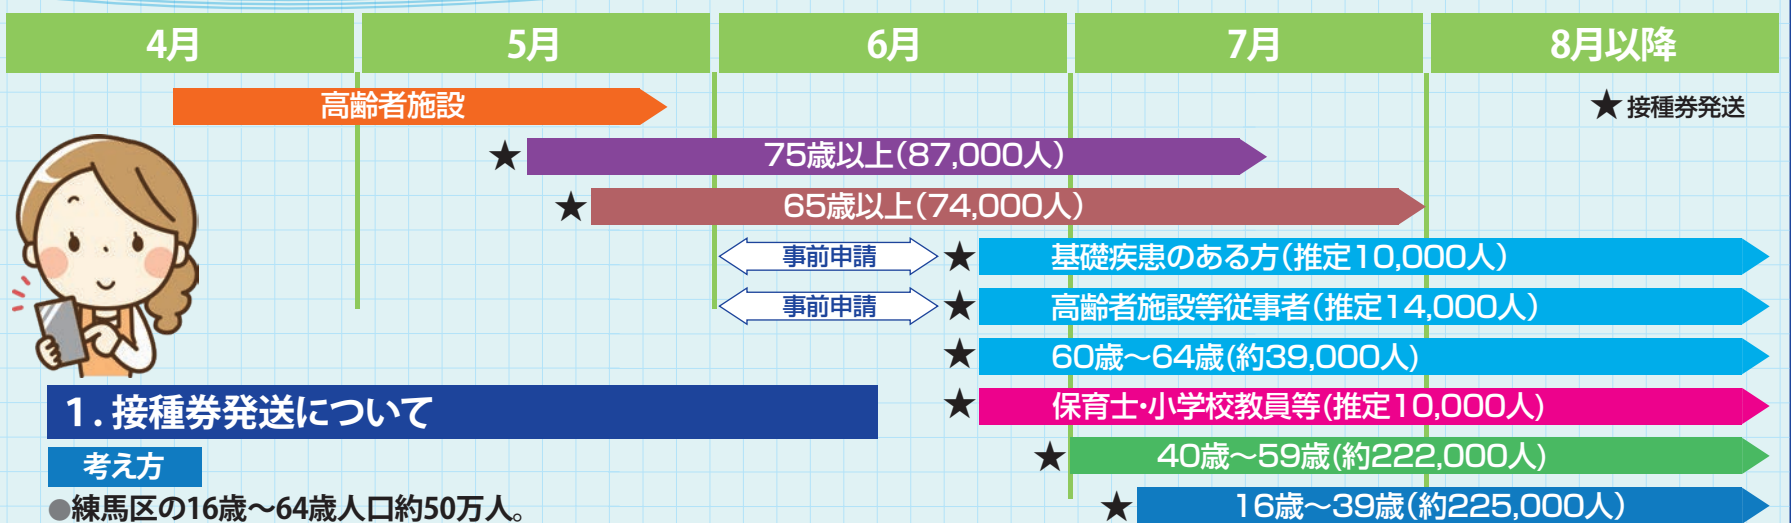 4月 5月 6月 7月 8月以降
高齢者施設
★接種券発送
★ 75歳以上(87,000人)
★ 65歳以上(74,000人)
事前申請 ★ 基礎疾患のある方(推定10,000人)
事前申請 ★ 高齢者施設等従事者(推定14,000人)
★ 60歳～64歳(約39,000人)
★ 保育士・小学校教員等(推定10,000人)
★ 40歳～59歳(約222,000人)
★ 16歳～39歳(約225,000人)
1. 接種券発送について
考え方
●練馬区の16歳～64歳人口約50万人。